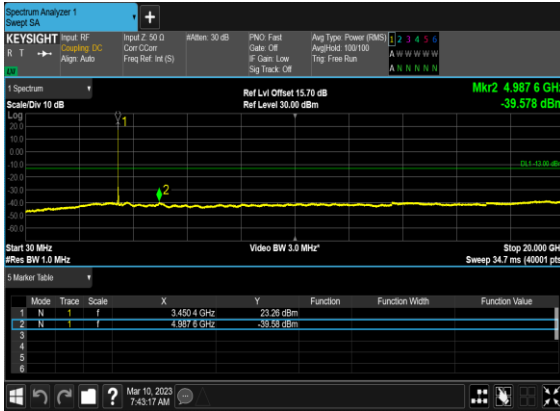 Spectrum Analyzer 1
Swept SA
+
KEYSIGHT Input: RF Input Z: 50 Ω #Atten: 30 dB PNO: Fast Avg Type: Power (RMS) 1 2 3 4 5 6
R T Coupling: DC Corr CCorr Gate: Off Avg|Hold: 100/100 A W W W W W
Align: Auto Freq Ref: Int (S) IF Gain: Low Trig: Free Run
Sig Track: Off A N N N N N
1 Spectrum
Ref Lvl Offset 15.70 dB Mkr2 4.987 6 GHz
Scale/Div 10 dB Ref Level 30.00 dBm -39.578 dBm
Log
20.0
10.0
0.00
-10.0
-20.0
-30.0
-40.0
-50.0
-60.0
1
2
DL1 -13.00 dBm
Start 30 MHz Video BW 3.0 MHz* Stop 20.000 GHz
#Res BW 1.0 MHz Sweep 34.7 ms (40001 pts)
5 Marker Table
Mode Trace Scale X Y Function Function Width Function Value
1 N 1 f 3.450 4 GHz 23.26 dBm
2 N 1 f 4.987 6 GHz -39.58 dBm
3
4
5
6
?
Mar 10, 2023
7:43:17 AM